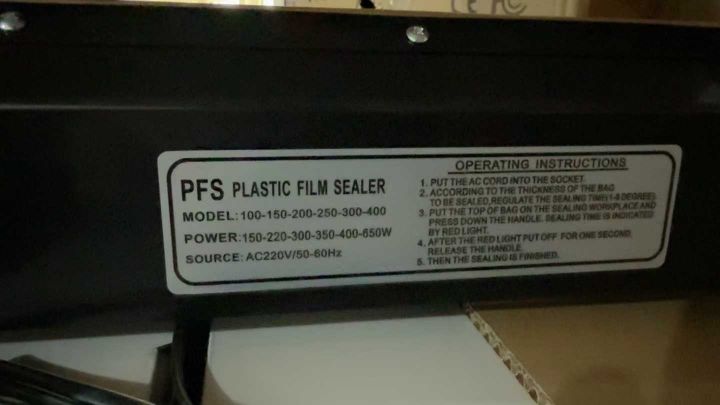 PFS PLASTIC FILM SEALER
MODEL:100-150-200-250-300-400
POWER:150-220-300-350-400-650W
SOURCE: AC220V/50-60Hz
OPERATING INSTRUCTIONS
1. PUT THE AC CORD INTO THE SOCKET.
2. ACCORDING TO THE THICKNESS OF THE BAG
TO BE SEALED,REGULATE THE SEALING TIME(1-8 DEGREE).
3. PUT THE TOP OF BAG ON THE SEALING WORKPLACE AND
PRESS DOWN THE HANDLE. SEALING TIME IS INDICATED
BY RED LIGHT.
4. AFTER THE RED LIGHT PUT OFF FOR ONE SECOND,
RELEASE THE HANDLE.
5. THEN THE SEALING IS FINISHED.